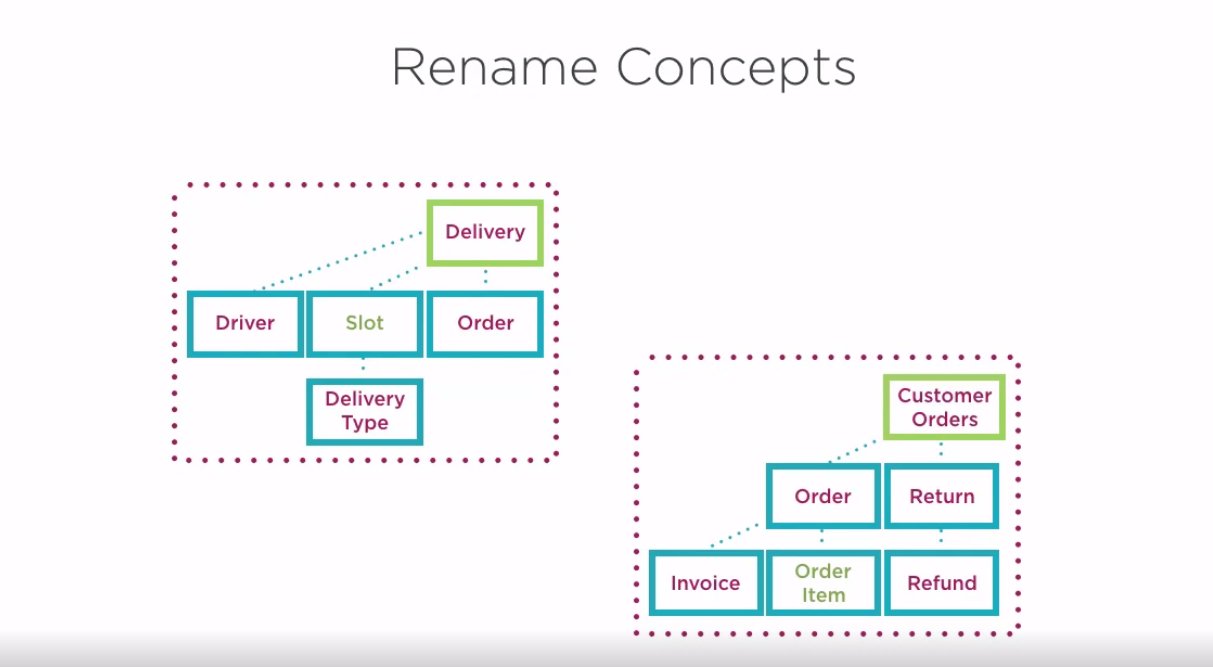 Rename Concepts
Delivery
Driver
Slot
Order
Delivery
Type
Customer
Orders
Order
Return
Invoice
Order
Item
Refund